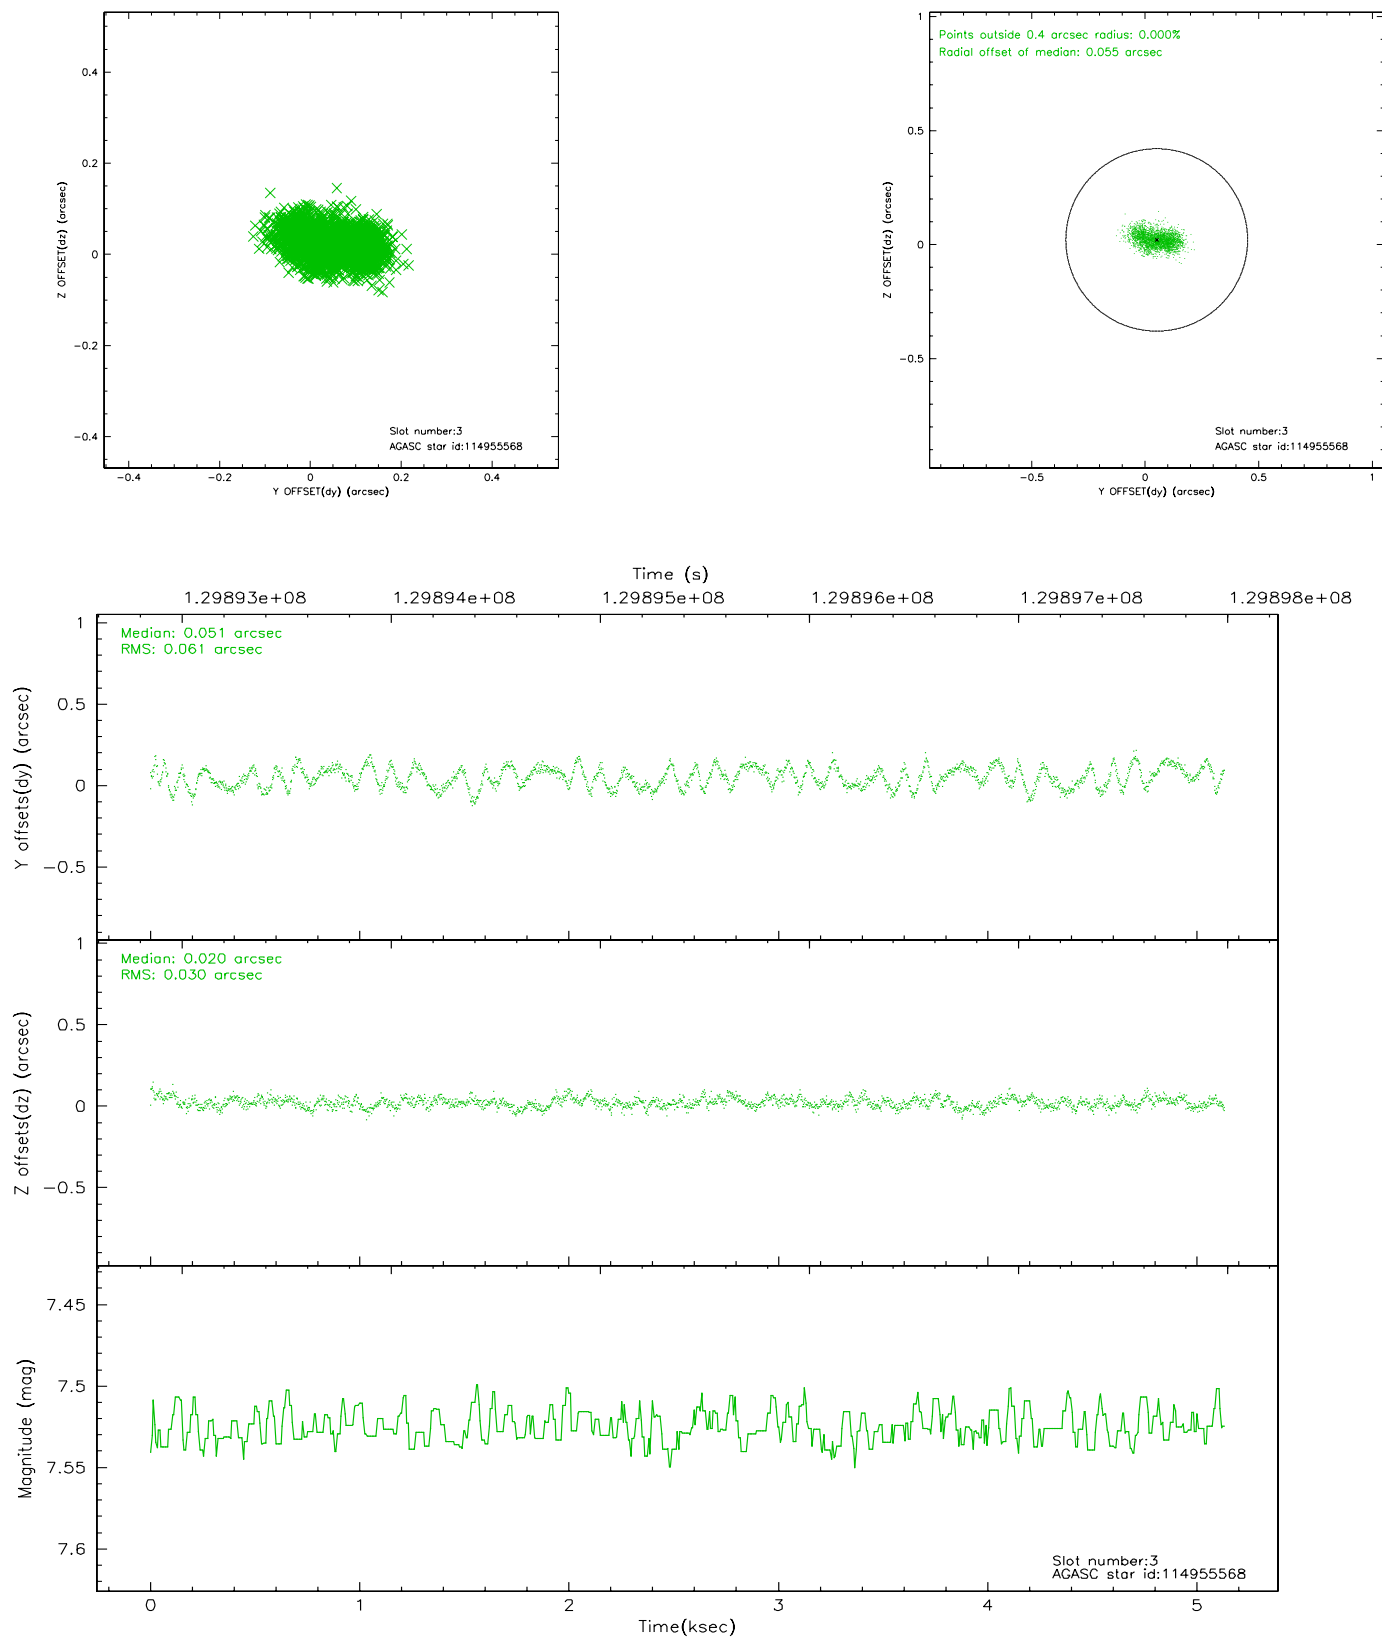 0.4
0.2
0
−0.2
−0.4
Z OFFSET(dz) (arcsec)
Slot number:3
AGASC star id:114955568
−0.4 −0.2 0 0.2 0.4
Y OFFSET(dy) (arcsec)
1
0.5
0
−0.5
Z OFFSET(dz) (arcsec)
Points outside 0.4 arcsec radius: 0.000%
Radial offset of median: 0.055 arcsec
Slot number:3
AGASC star id:114955568
−0.5 0 0.5 1
Y OFFSET(dy) (arcsec)
Time (s)
1.29893e+08 1.29894e+08 1.29895e+08 1.29896e+08 1.29897e+08 1.29898e+08
Median: 0.051 arcsec
RMS: 0.061 arcsec
1
0.5
0
−0.5
Y offsets(dy) (arcsec)
Median: 0.020 arcsec
RMS: 0.030 arcsec
1
0.5
0
−0.5
Z offsets(dz) (arcsec)
7.45
7.5
7.55
7.6
Magnitude (mag)
Slot number:3
AGASC star id:114955568
0 1 2 3 4 5
Time(ksec)